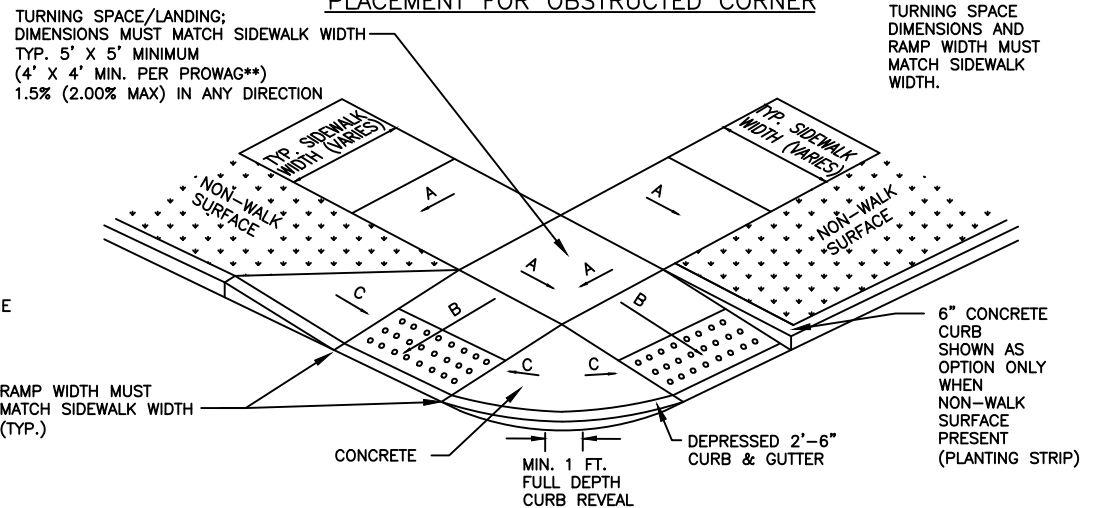 PLACEMENT FOR OBSTRUCTED CORNER
TURNING SPACE/LANDING;
DIMENSIONS MUST MATCH SIDEWALK WIDTH
TYP. 5' X 5' MINIMUM
(4' X 4' MIN. PER PROWAG**)
1.5% (2.00% MAX) IN ANY DIRECTION
TURNING SPACE
DIMENSIONS AND
RAMP WIDTH MUST
MATCH SIDEWALK
WIDTH.
TYP. SIDEWALK
WIDTH (VARIES)
TYP. SIDEWALK
WIDTH (VARIES)
NON-WALK
SURFACE
NON-WALK
SURFACE
A
A
A
A
B
B
C
C
C
E
RAMP WIDTH MUST
MATCH SIDEWALK WIDTH
(TYP.)
CONCRETE
MIN. 1 FT.
FULL DEPTH
CURB REVEAL
DEPRESSED 2'-6"
CURB & GUTTER
6" CONCRETE
CURB
SHOWN AS
OPTION ONLY
WHEN
NON-WALK
SURFACE
PRESENT
(PLANTING STRIP)